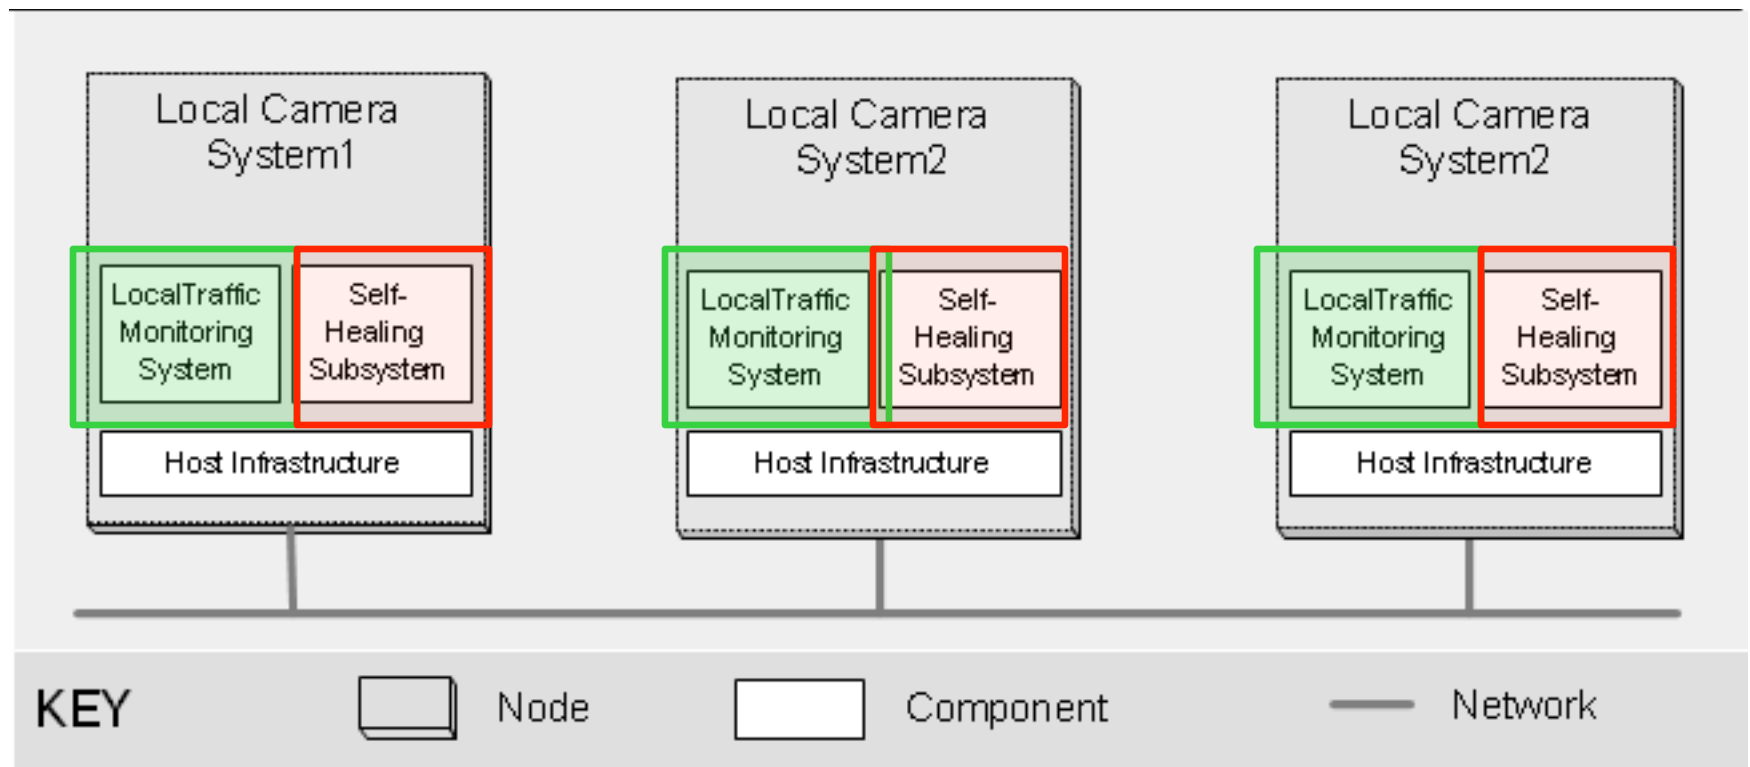 Local Camera
System1
Local Camera
System2
Local Camera
System2
LocalTraffic
Monitoring
System
Self-
Healing
Subsystem
LocalTraffic
Monitoring
System
Self-
Healing
Subsystem
LocalTraffic
Monitoring
System
Self-
Healing
Subsystem
Host Infrastructure
Host Infrastructure
Host Infrastructure
KEY
Node
Component
Network